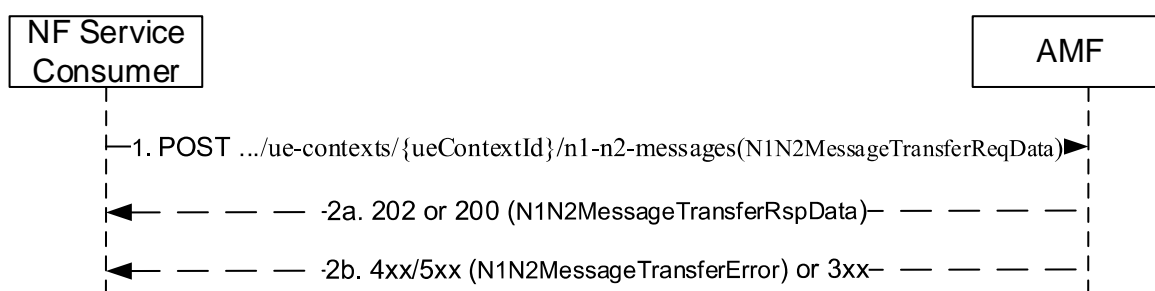 NF Service
Consumer
AMF
1. POST .../ue-contexts/{ueContextId}/n1-n2-messages(N1N2MessageTransferReqData)
2a. 202 or 200 (N1N2MessageTransferRspData)
2b. 4xx/5xx (N1N2MessageTransferError) or 3xx